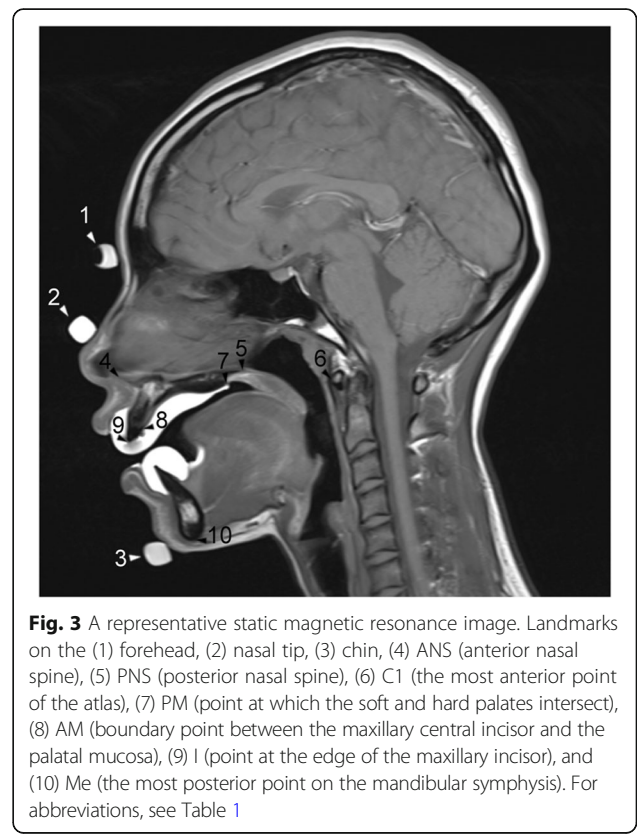 1
2
4
7
5
6
9
8
10
3
Fig. 3 A representative static magnetic resonance image. Landmarks
on the (1) forehead, (2) nasal tip, (3) chin, (4) ANS (anterior nasal
spine), (5) PNS (posterior nasal spine), (6) C1 (the most anterior point
of the atlas), (7) PM (point at which the soft and hard palates intersect),
(8) AM (boundary point between the maxillary central incisor and the
palatal mucosa), (9) I (point at the edge of the maxillary incisor), and
(10) Me (the most posterior point on the mandibular symphysis). For
abbreviations, see Table 1